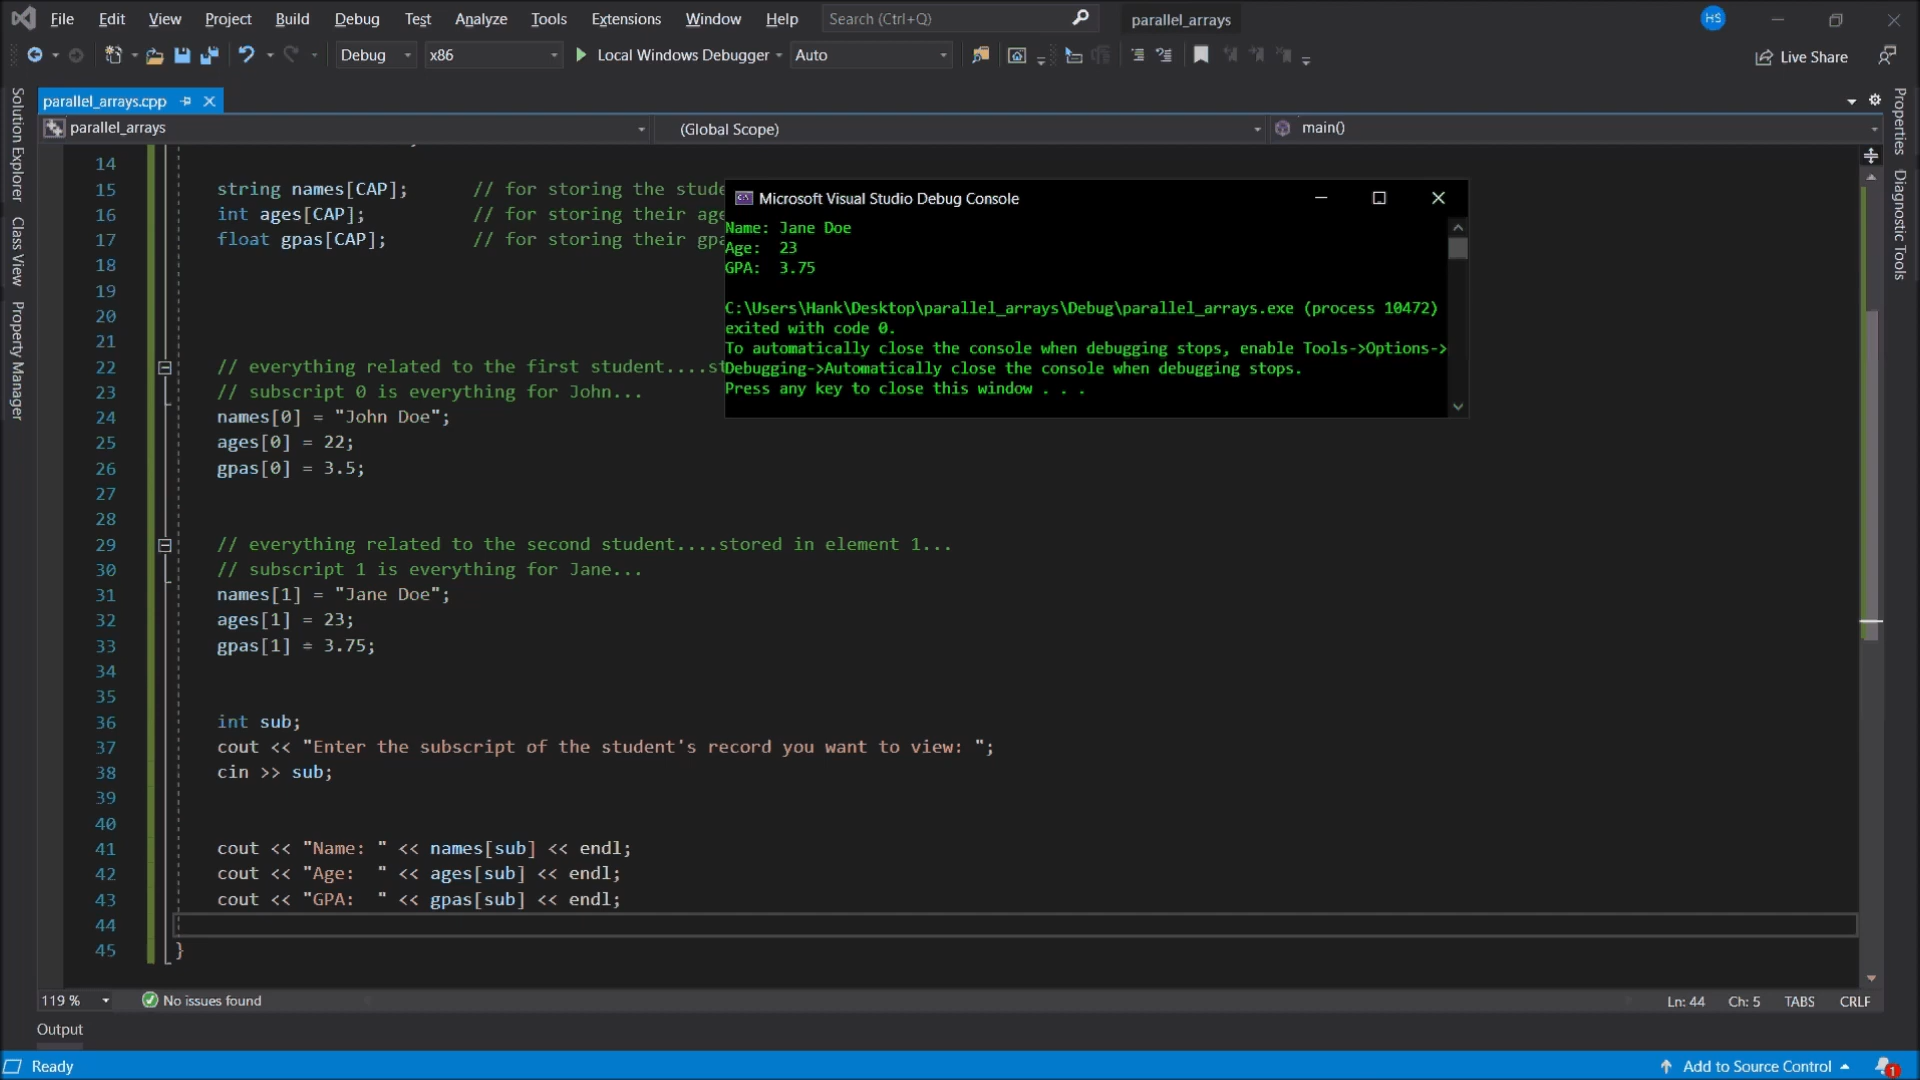 File Edit View Project Build Debug Test Analyze Tools Extensions Window Help Search (Ctrl+Q) parallel_arrays HS
Debug x86 Local Windows Debugger Auto Live Share
Solution Explorer
Class View
Property Manager
parallel_arrays.cpp
parallel_arrays (Global Scope) main()
14
15 string names[CAP]; // for storing the stude
16 int ages[CAP]; // for storing their age
17 float gpas[CAP]; // for storing their gpa
18
19
20
21
22 // everything related to the first student....st
23 // subscript 0 is everything for John...
24 names[0] = "John Doe";
25 ages[0] = 22;
26 gpas[0] = 3.5;
27
28
29 // everything related to the second student....stored in element 1...
30 // subscript 1 is everything for Jane...
31 names[1] = "Jane Doe";
32 ages[1] = 23;
33 gpas[1] = 3.75;
34
35
36 int sub;
37 cout << "Enter the subscript of the student's record you want to view: ";
38 cin >> sub;
39
40
41 cout << "Name: " << names[sub] << endl;
42 cout << "Age:  " << ages[sub] << endl;
43 cout << "GPA:  " << gpas[sub] << endl;
44
45 }
Microsoft Visual Studio Debug Console
Name: Jane Doe
Age:  23
GPA:  3.75
C:\Users\Hank\Desktop\parallel_arrays\Debug\parallel_arrays.exe (process 10472)
exited with code 0.
To automatically close the console when debugging stops, enable Tools->Options->
Debugging->Automatically close the console when debugging stops.
Press any key to close this window . . .
Properties
Diagnostic Tools
119 % No issues found Ln: 44 Ch: 5 TABS CRLF
Output
Ready Add to Source Control 1